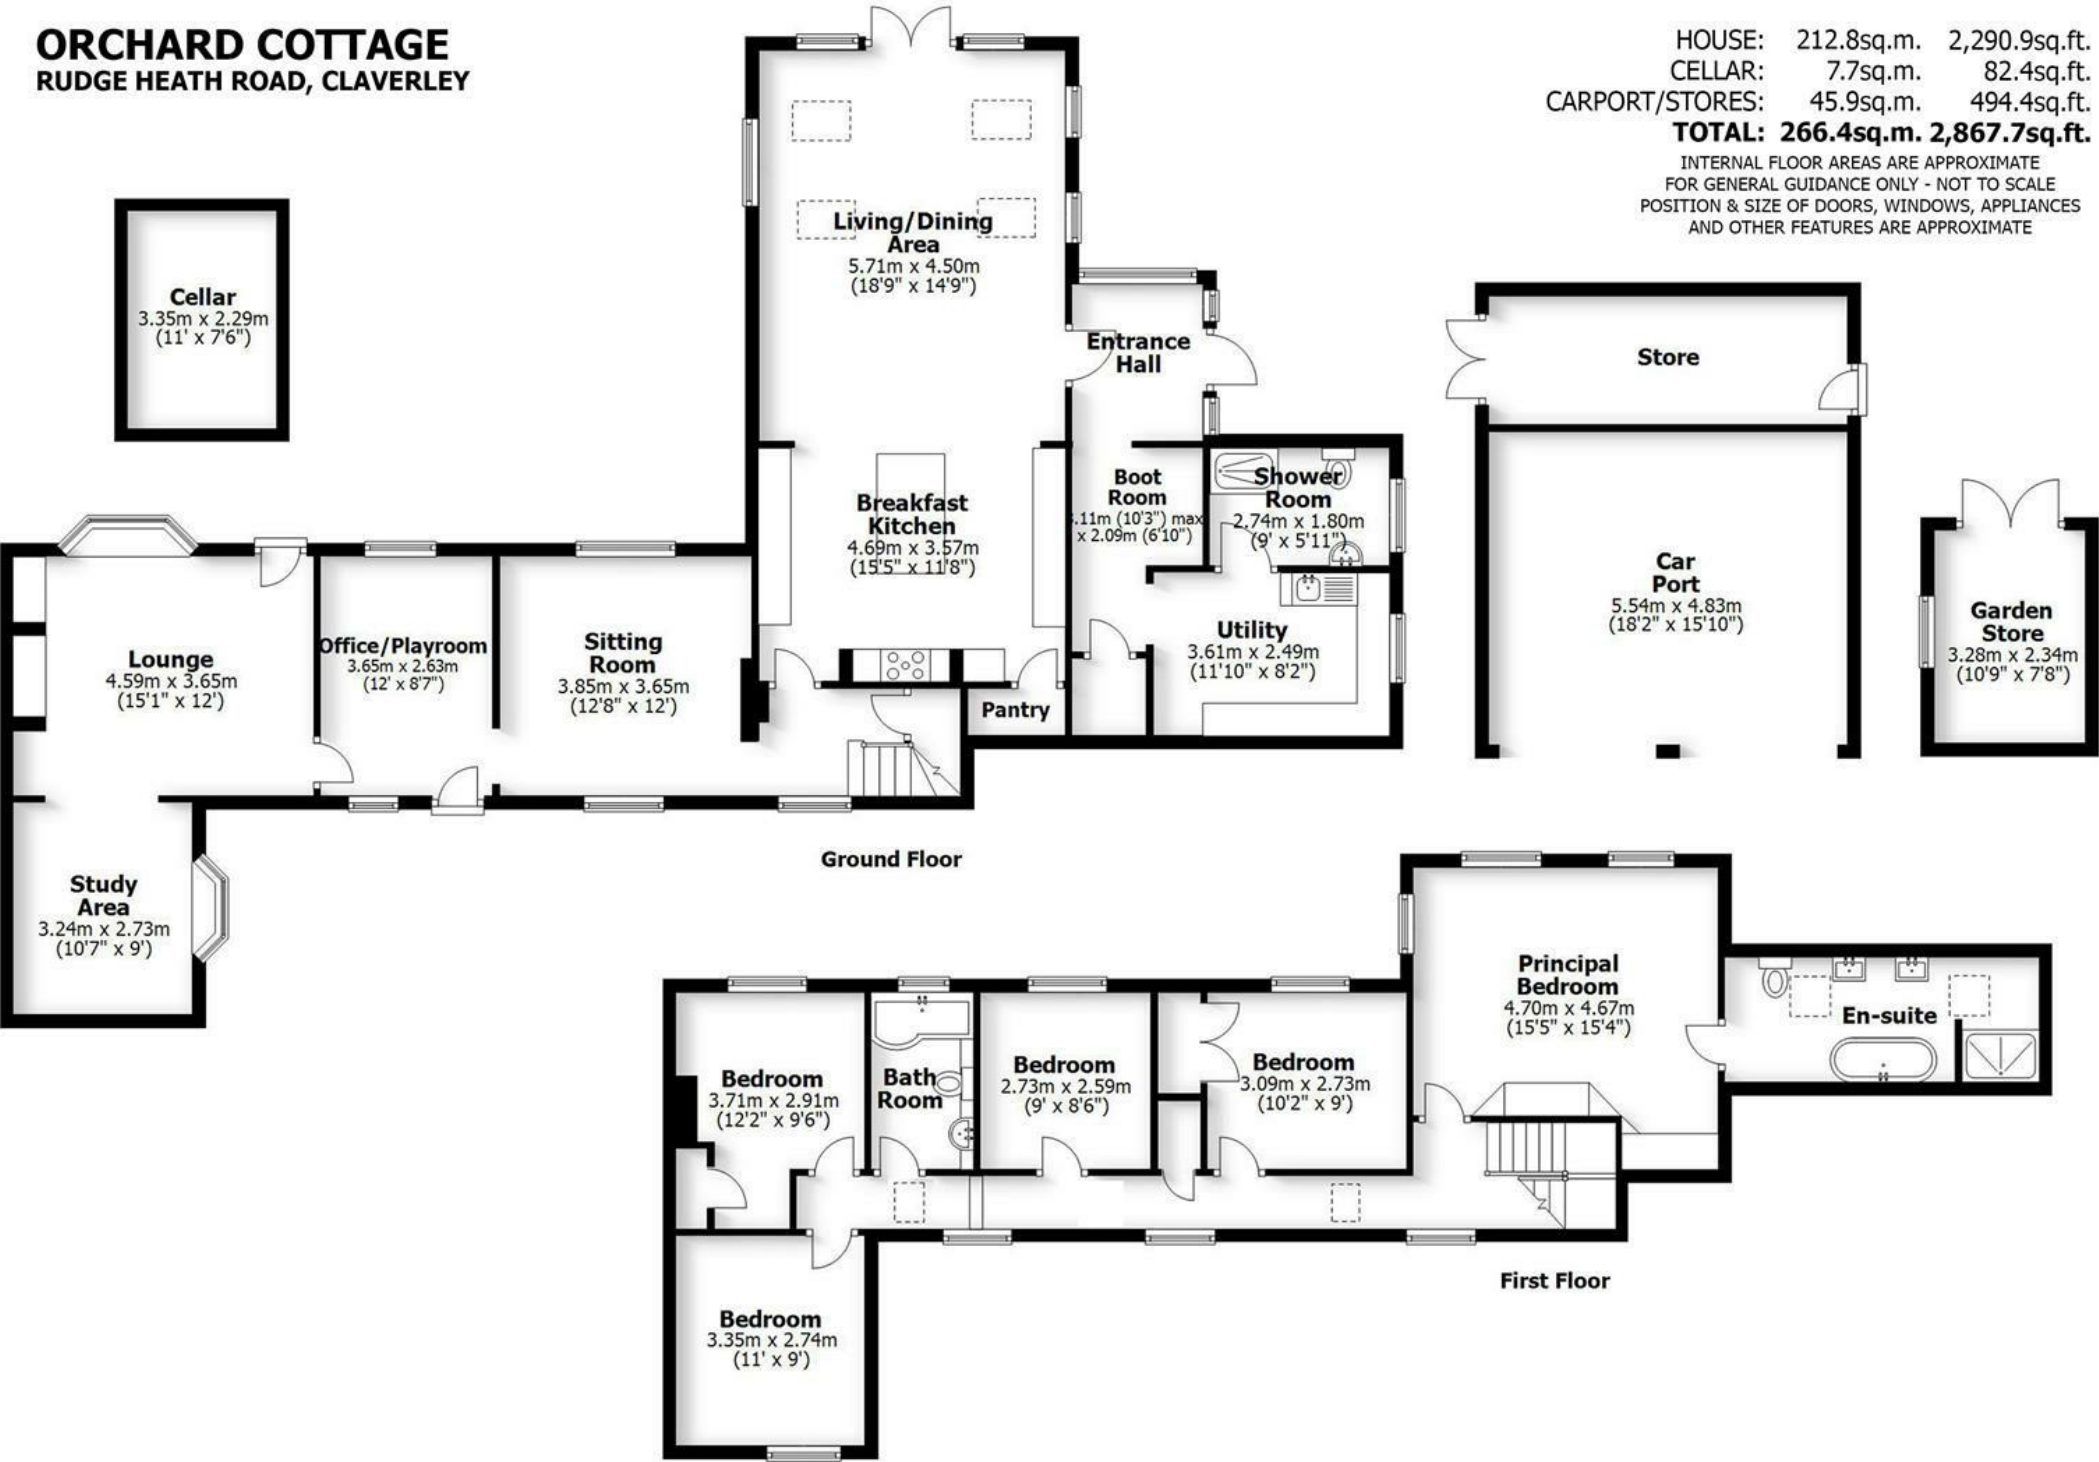 ORCHARD COTTAGE
RUDGE HEATH ROAD, CLAVERLEY
HOUSE: 212.8sq.m. 2,290.9sq.ft.
CELLAR: 7.7sq.m. 82.4sq.ft.
CARPORT/STORES: 45.9sq.m. 494.4sq.ft.
TOTAL: 266.4sq.m. 2,867.7sq.ft.
INTERNAL FLOOR AREAS ARE APPROXIMATE
FOR GENERAL GUIDANCE ONLY - NOT TO SCALE
POSITION & SIZE OF DOORS, WINDOWS, APPLIANCES
AND OTHER FEATURES ARE APPROXIMATE
Cellar
3.35m x 2.29m
(11' x 7'6")
Living/Dining
Area
5.71m x 4.50m
(18'9" x 14'9")
Entrance
Hall
Store
Breakfast
Kitchen
4.69m x 3.57m
(15'5" x 11'8")
Boot
Room
.11m (10'3") max
x 2.09m (6'10")
Shower
Room
2.74m x 1.80m
(9' x 5'11")
Utility
3.61m x 2.49m
(11'10" x 8'2")
Pantry
Car
Port
5.54m x 4.83m
(18'2" x 15'10")
Garden
Store
3.28m x 2.34m
(10'9" x 7'8")
Lounge
4.59m x 3.65m
(15'1" x 12')
Office/Playroom
3.65m x 2.63m
(12' x 8'7")
Sitting
Room
3.85m x 3.65m
(12'8" x 12')
Study
Area
3.24m x 2.73m
(10'7" x 9')
Ground Floor
Principal
Bedroom
4.70m x 4.67m
(15'5" x 15'4")
En-suite
Bedroom
3.71m x 2.91m
(12'2" x 9'6")
Bath
Room
Bedroom
2.73m x 2.59m
(9' x 8'6")
Bedroom
3.09m x 2.73m
(10'2" x 9')
Bedroom
3.35m x 2.74m
(11' x 9')
First Floor